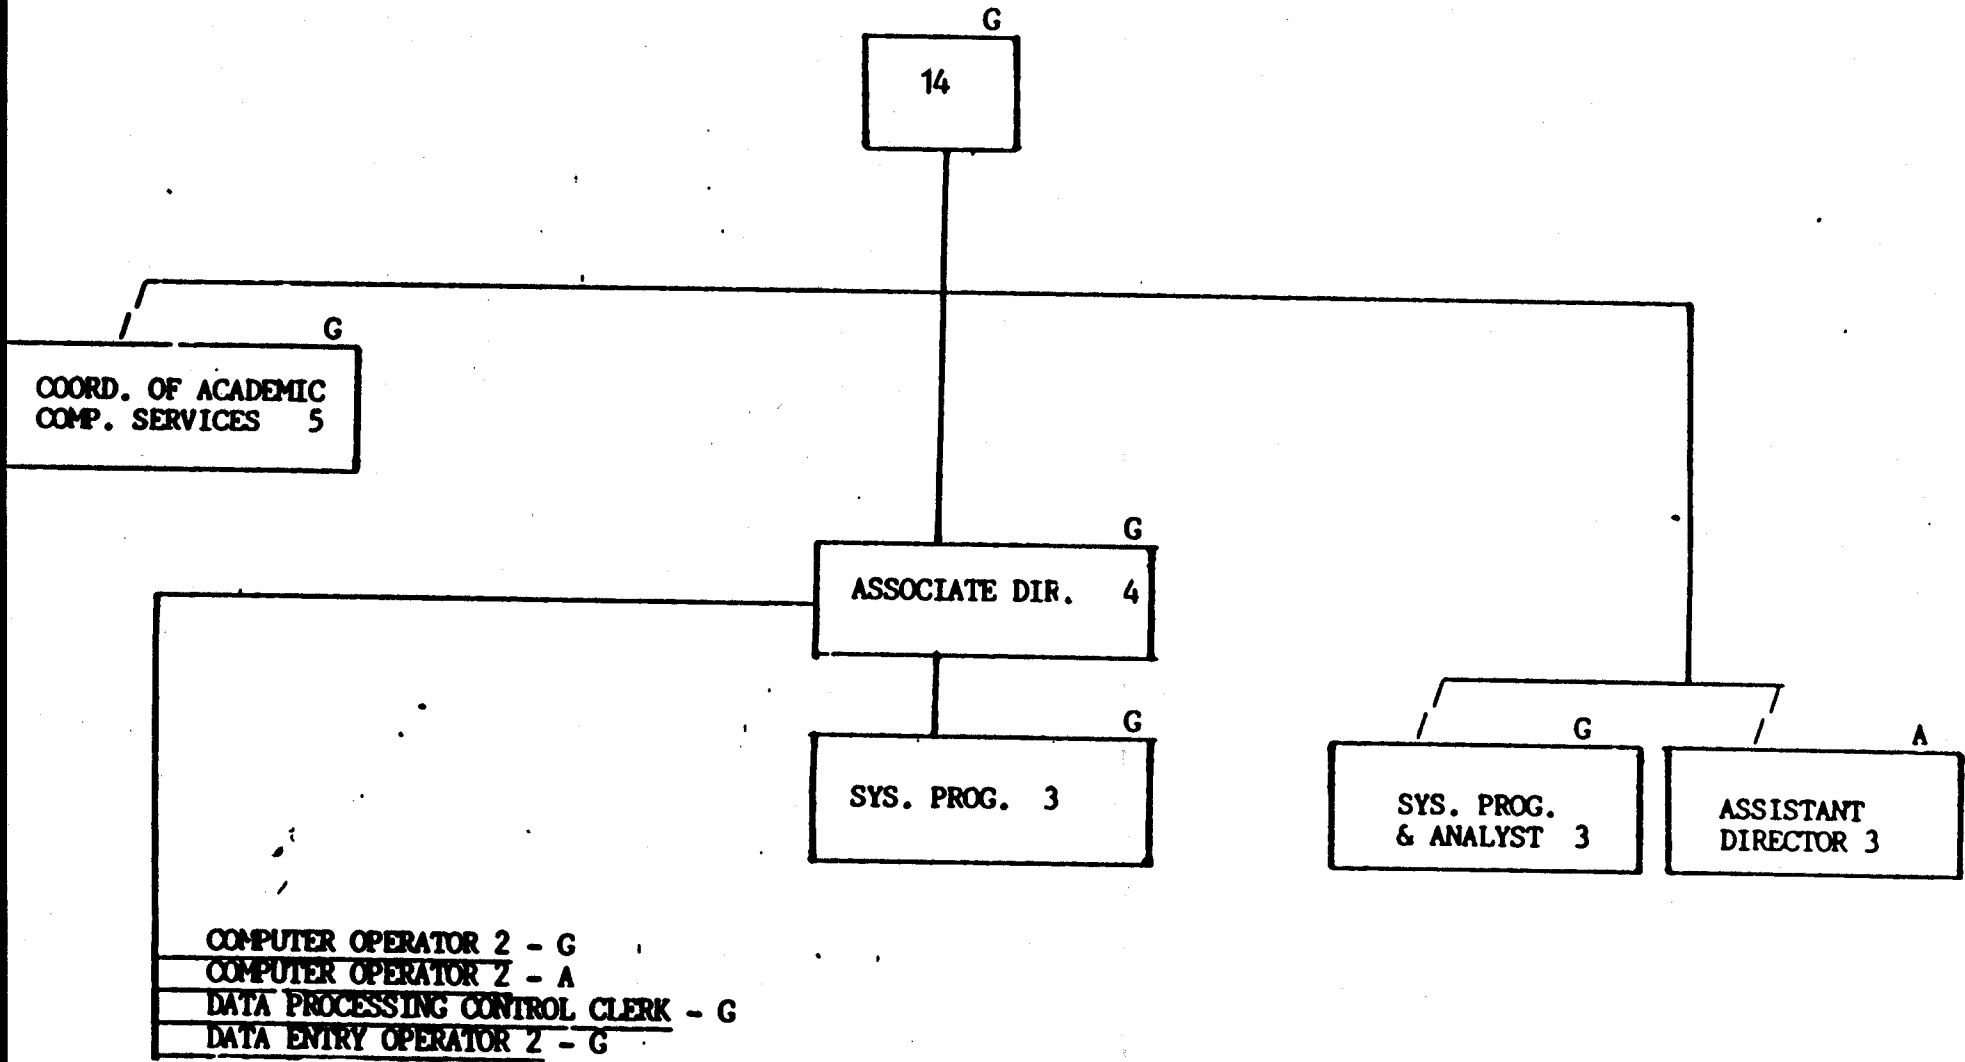 G
14
G
COORD. OF ACADEMIC
COMP. SERVICES 5
G
ASSOCIATE DIR. 4
G
SYS. PROG. 3
G
SYS. PROG.
& ANALYST 3
A
ASSISTANT
DIRECTOR 3
COMPUTER OPERATOR 2 - G
COMPUTER OPERATOR 2 - A
DATA PROCESSING CONTROL CLERK - G
DATA ENTRY OPERATOR 2 - G